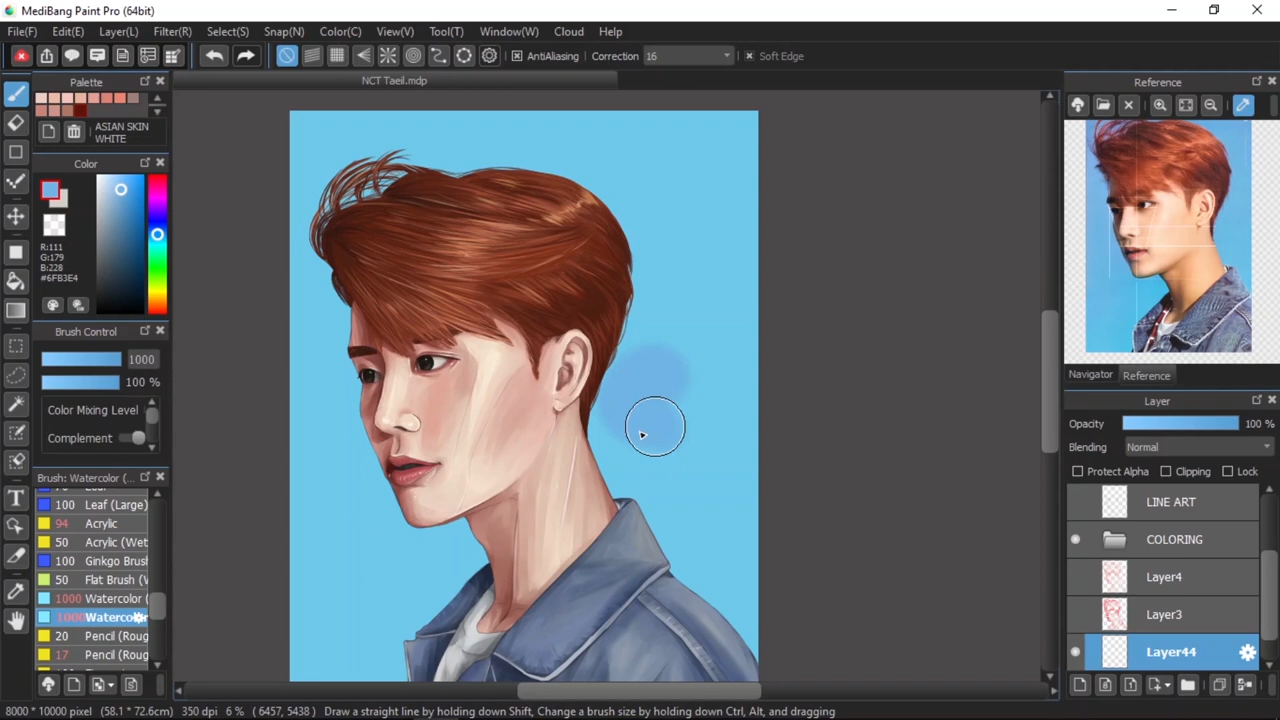 MediBang Paint Pro (64bit)
File(F) Edit(E) Layer(L) Filter(R) Select(S) Snap(N) Color(C) View(V) Tool(T) Window(W) Cloud Help
AntiAliasing Correction 16 Soft Edge
Palette
NCT Taeil.mdp
Reference
ASIAN SKIN
WHITE
Color
R:111
G:179
B:228
#6FB3E4
Brush Control
1000
100 %
Color Mixing Level
Complement
Brush: Watercolor (...
100 Leaf (Large)
94 Acrylic
50 Acrylic (Wet
100 Ginkgo Brush
50 Flat Brush (V
1000 Watercolor (
1000 Watercolor
20 Pencil (Roug
17 Pencil (Roug
Navigator Reference
Layer
Opacity 100 %
Blending Normal
Protect Alpha Clipping Lock
LINE ART
COLORING
Layer4
Layer3
Layer44
8000 * 10000 pixel (58.1 * 72.6cm) 350 dpi 6 % ( 6457, 5438 ) Draw a straight line by holding down Shift, Change a brush size by holding down Ctrl, Alt, and dragging